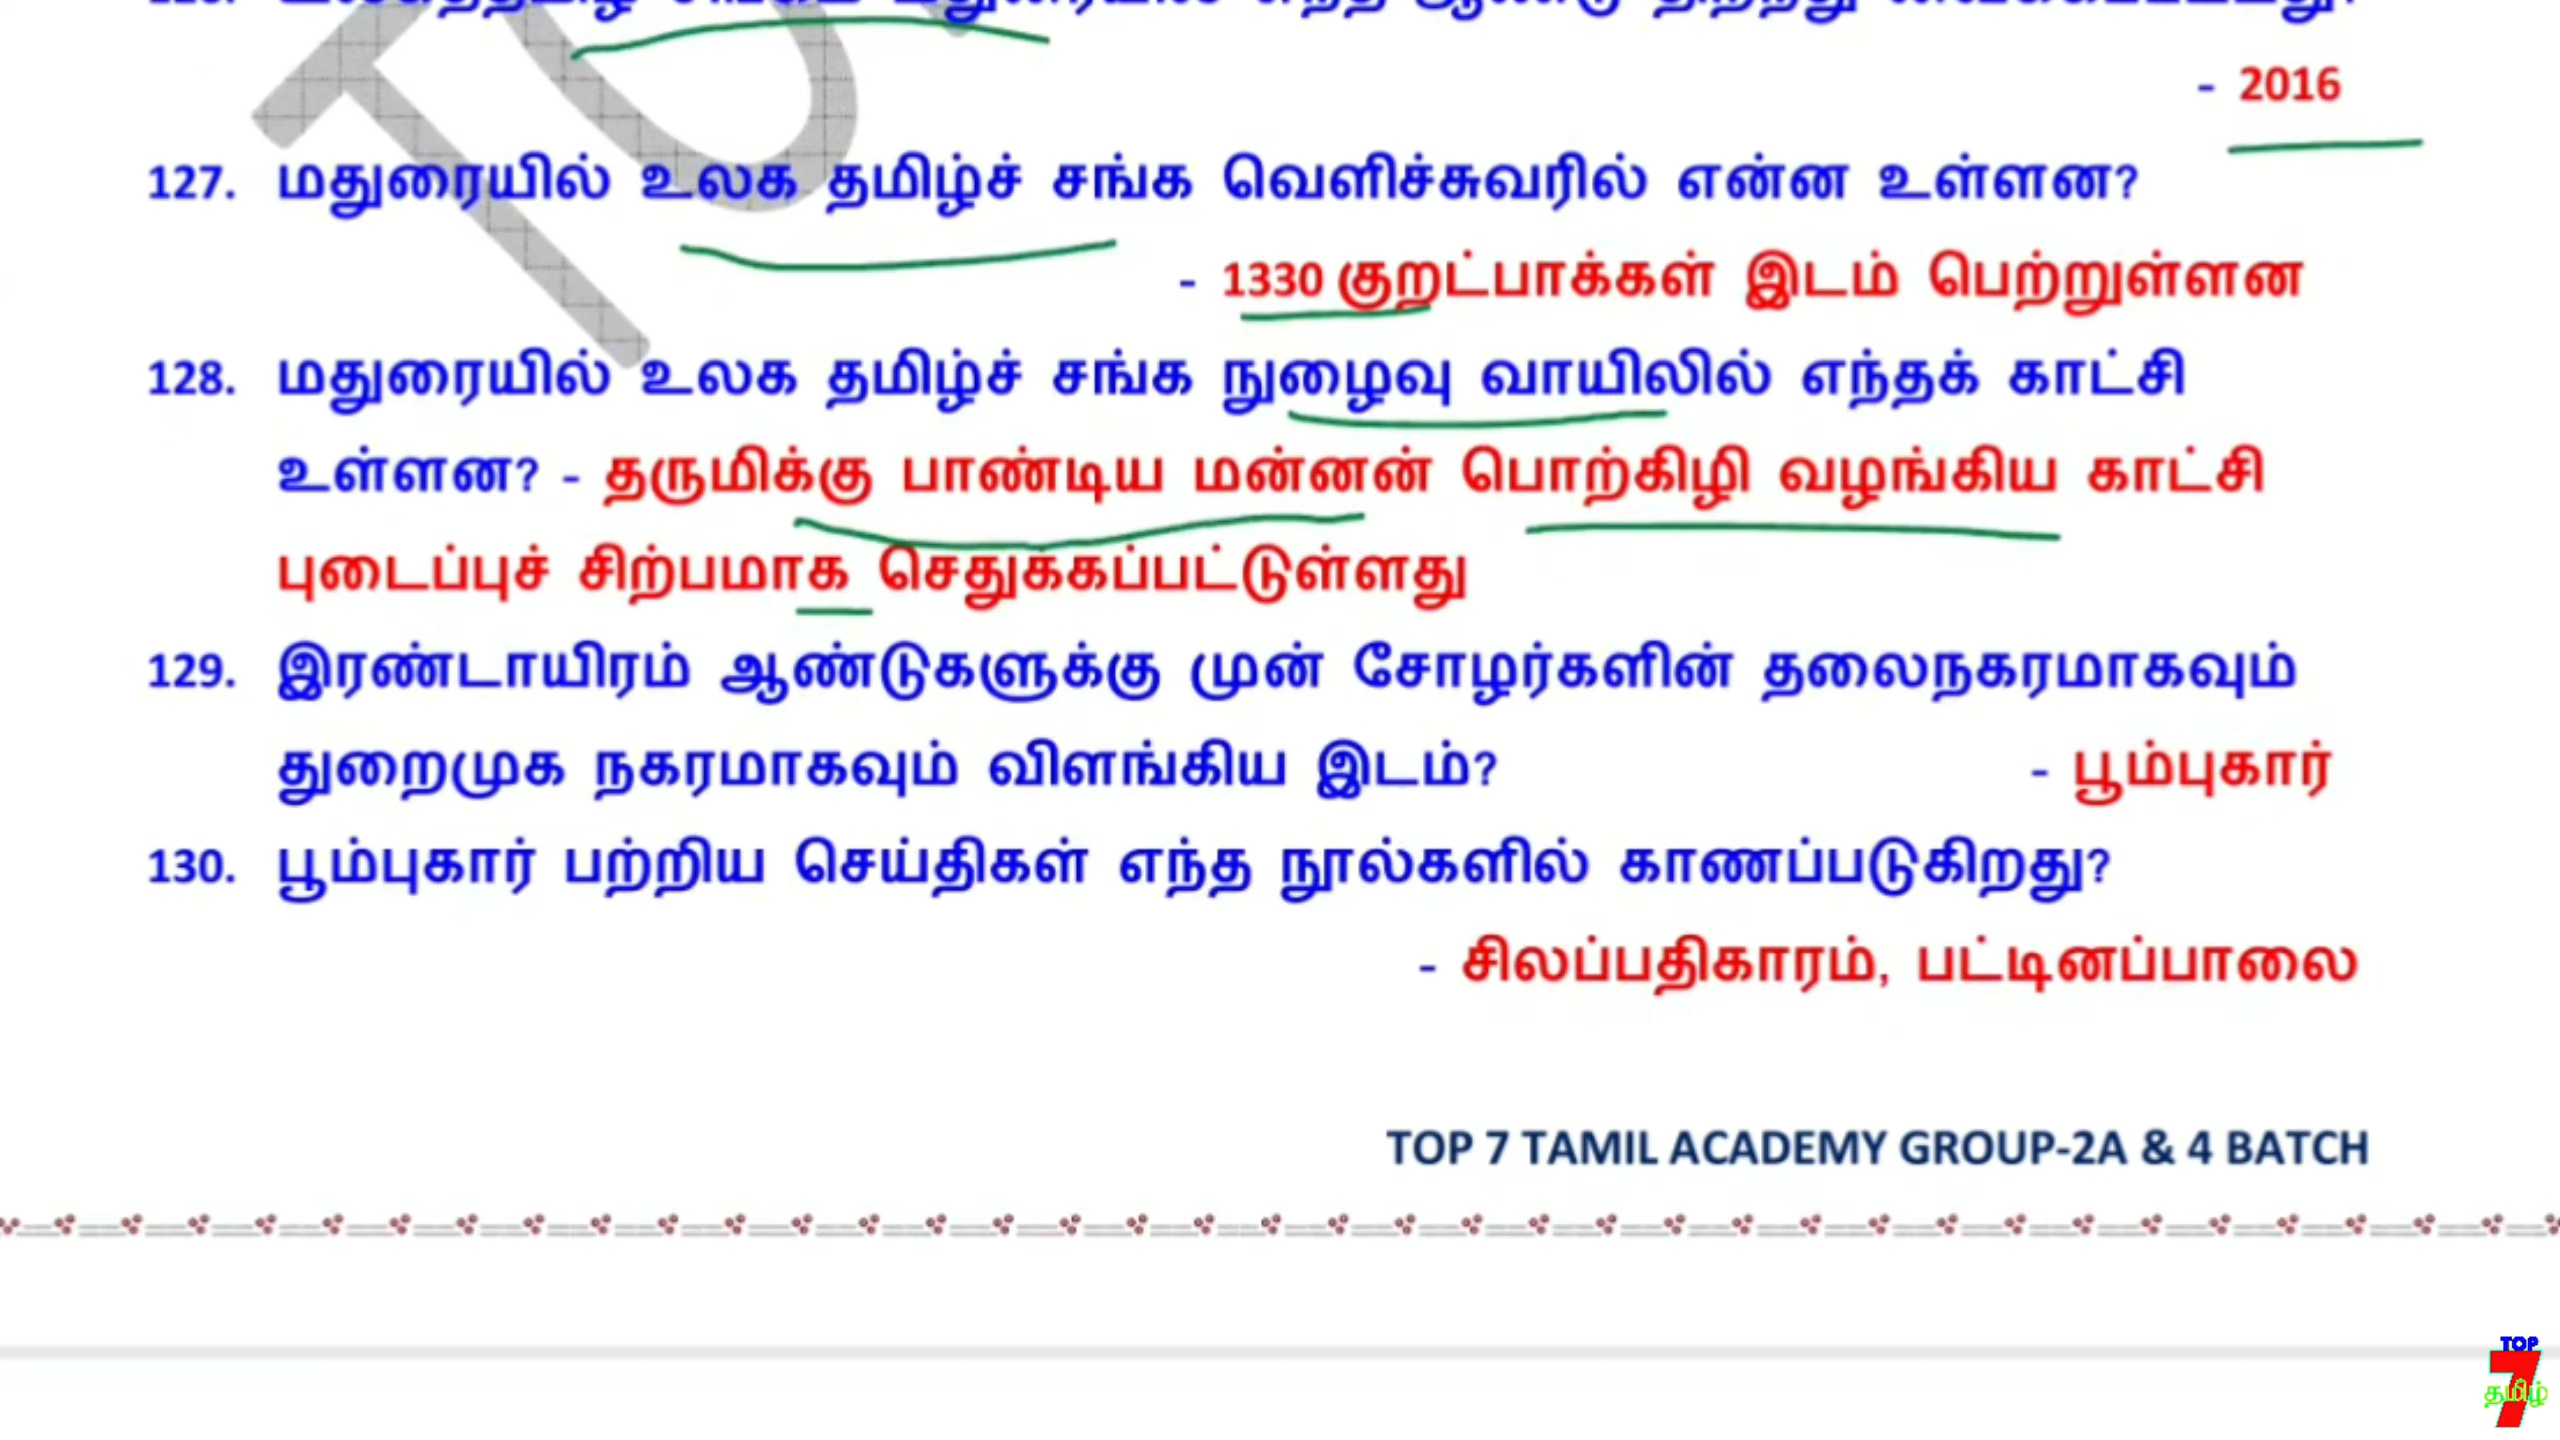 - 2016
127. மதுரையில் உலக தமிழ்ச் சங்க வெளிச்சுவரில் என்ன உள்ளன?
- 1330 குறட்பாக்கள் இடம் பெற்றுள்ளன
128. மதுரையில் உலக தமிழ்ச் சங்க நுழைவு வாயிலில் எந்தக் காட்சி
உள்ளன? - தருமிக்கு பாண்டிய மன்னன் பொற்கிழி வழங்கிய காட்சி
புடைப்புச் சிற்பமாக செதுக்கப்பட்டுள்ளது
129. இரண்டாயிரம் ஆண்டுகளுக்கு முன் சோழர்களின் தலைநகரமாகவும்
துறைமுக நகரமாகவும் விளங்கிய இடம்? - பூம்புகார்
130. பூம்புகார் பற்றிய செய்திகள் எந்த நூல்களில் காணப்படுகிறது?
- சிலப்பதிகாரம், பட்டினப்பாலை
TOP 7 TAMIL ACADEMY GROUP-2A & 4 BATCH
TOP
7
தமிழ்